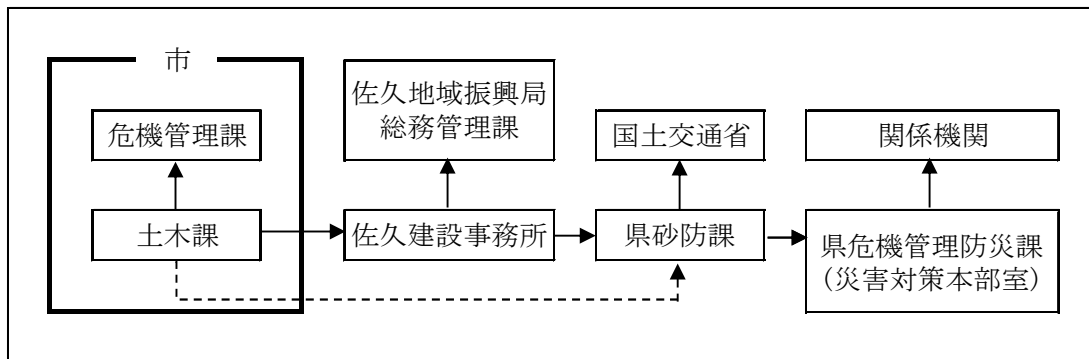 市
危機管理課
佐久地域振興局
総務管理課
国土交通省
関係機関
土木課
佐久建設事務所
県砂防課
県危機管理防災課
（災害対策本部室）